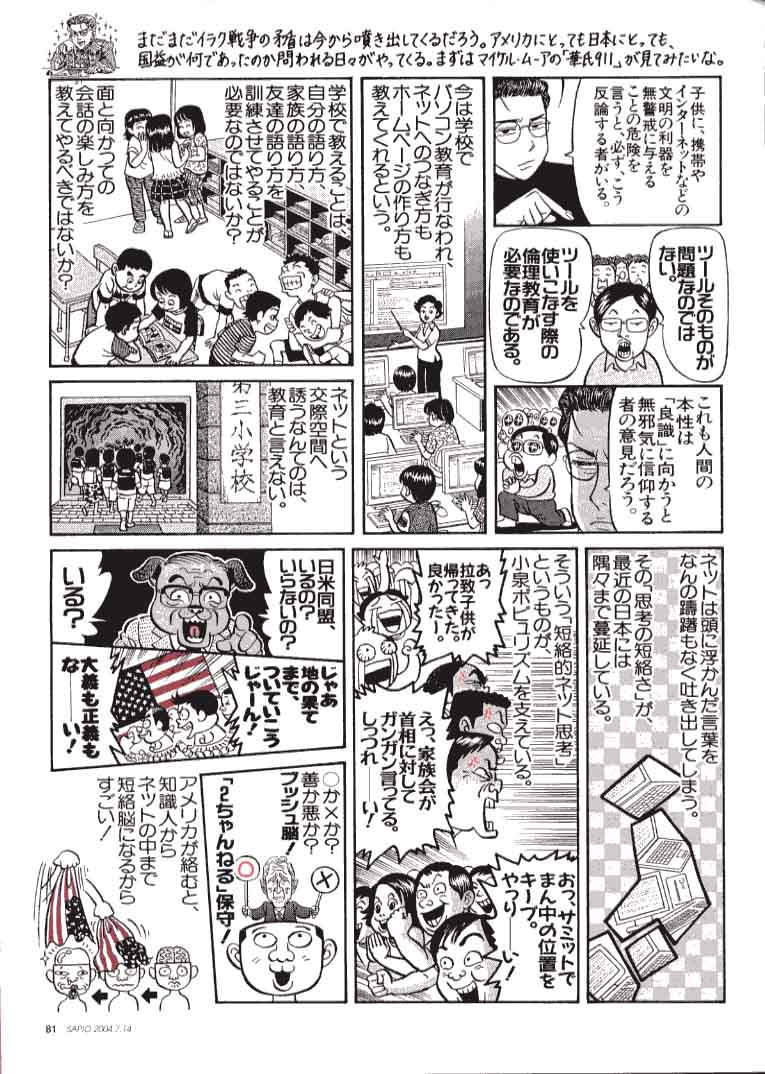 まだまだイラク戦争の矛盾は今から噴き出してくるだろう。アメリカにとっても日本にとっても、
国益が何であったのか問われる日々がやってくる。まずはマイケル・ムーアの「華氏911」が見てみたいな。
子供に、携帯や
インターネットなどの
文明の利器を
無警戒に与える
ことの危険を
言うと、必ず、こう
反論する者がいる。
ツールそのものが
問題なのでは
ない。
ツールを
使いこなす際の
倫理教育が
必要なのである。
これも人間の
本性は
「良識」に向かうと
無邪気に信仰する
者の意見だろう。
今は学校で
パソコン教育が行なわれ、
ネットへのつなぎ方も
ホームページの作り方も
教えてくれるという。
学校で教えることは、
自分の語り方、
家族の語り方、
友達の語り方を
訓練させてやることが
必要なのではないか?
面と向かっての
会話の楽しみ方を
教えてやるべきではないか?
第三小学校
ネットという
交際空間へ
誘うなんてのは、
教育と言えない。
ネットは頭に浮かんだ言葉を
なんの躊躇もなく吐き出してしまう。
その、思考の短絡さが、
最近の日本には
隅々まで蔓延している。
そういう「短絡的ネット思考」
というものが、
小泉ポピュリズムを支えている。
あっ
拉致子供が
帰ってきた。
良かったー。
えっ、家族会が
首相に対して
ガンガン言ってる。
しっつれーい!
おっ、サミットで
まん中の位置を
キープ。
やっりーい!
日米同盟、
いるの?
いらないの?
いる?
じゃあ
地の果て
まで、
ついていこう
じゃーん!
大義も正義も
なーい!
○か×か?
善か悪か?
ブッシュ脳!
「2ちゃんねる」保守!
アメリカが絡むと、
知識人から
ネットの中まで
短絡脳になるから
すごい!
81 SAPIO 2004.7.14